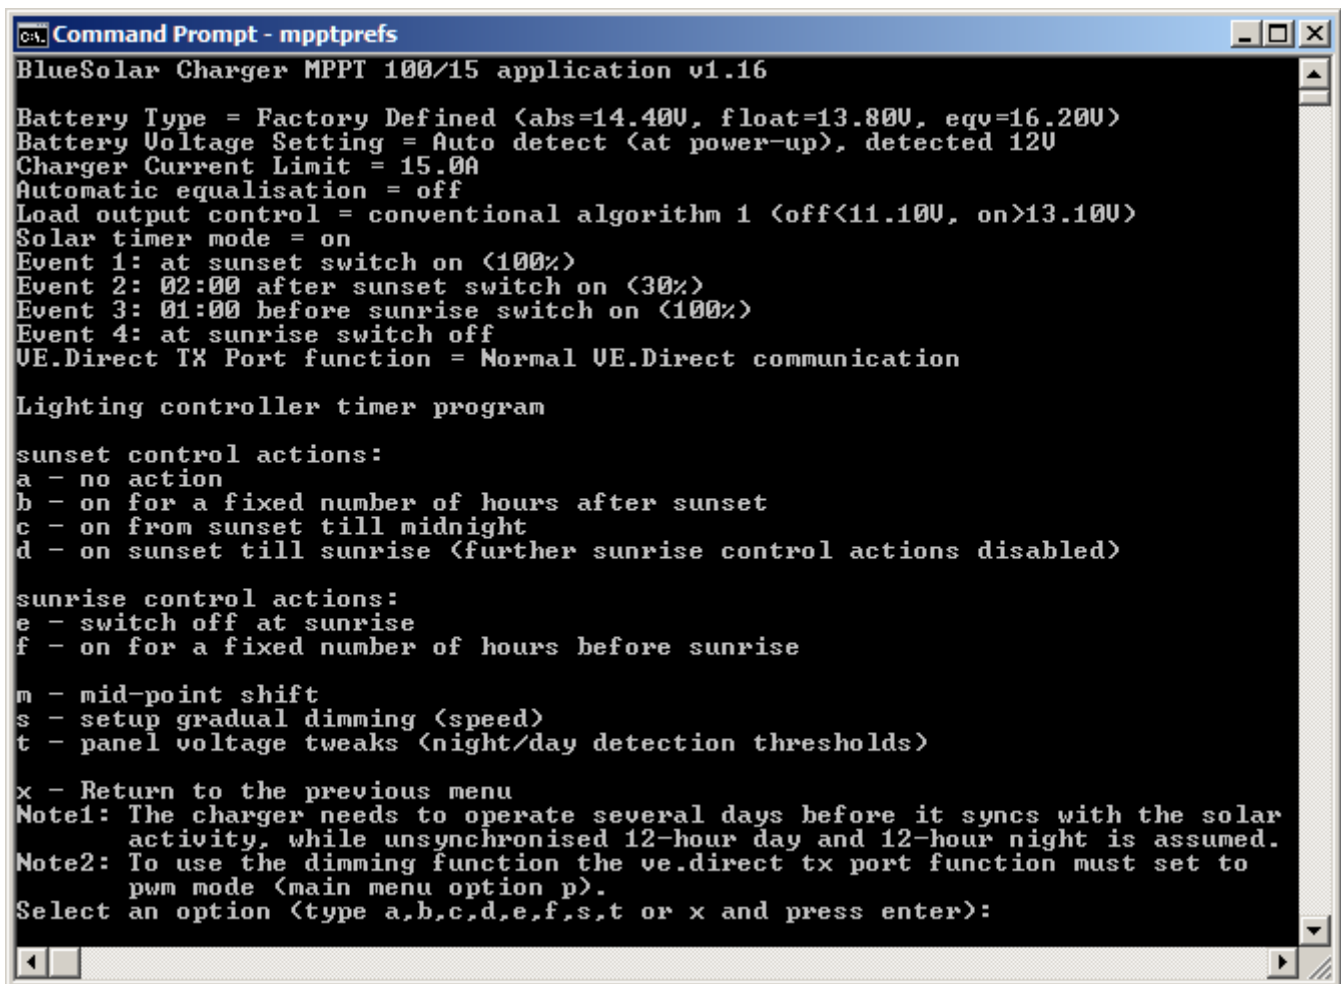 Command Prompt - mpptprefs
BlueSolar Charger MPPT 100/15 application v1.16
Battery Type = Factory Defined (abs=14.40V, float=13.80V, eqv=16.20V)
Battery Voltage Setting = Auto detect (at power-up), detected 12V
Charger Current Limit = 15.0A
Automatic equalisation = off
Load output control = conventional algorithm 1 (off<11.10V, on>13.10V)
Solar timer mode = on
Event 1: at sunset switch on (100%)
Event 2: 02:00 after sunset switch on (30%)
Event 3: 01:00 before sunrise switch on (100%)
Event 4: at sunrise switch off
VE.Direct TX Port function = Normal VE.Direct communication
Lighting controller timer program
sunset control actions:
a - no action
b - on for a fixed number of hours after sunset
c - on from sunset till midnight
d - on sunset till sunrise (further sunrise control actions disabled)
sunrise control actions:
e - switch off at sunrise
f - on for a fixed number of hours before sunrise
m - mid-point shift
s - setup gradual dimming (speed)
t - panel voltage tweaks (night/day detection thresholds)
x - Return to the previous menu
Note1: The charger needs to operate several days before it syncs with the solar
activity, while unsynchronised 12-hour day and 12-hour night is assumed.
Note2: To use the dimming function the ve.direct tx port function must set to
pwm mode (main menu option p).
Select an option (type a,b,c,d,e,f,s,t or x and press enter):